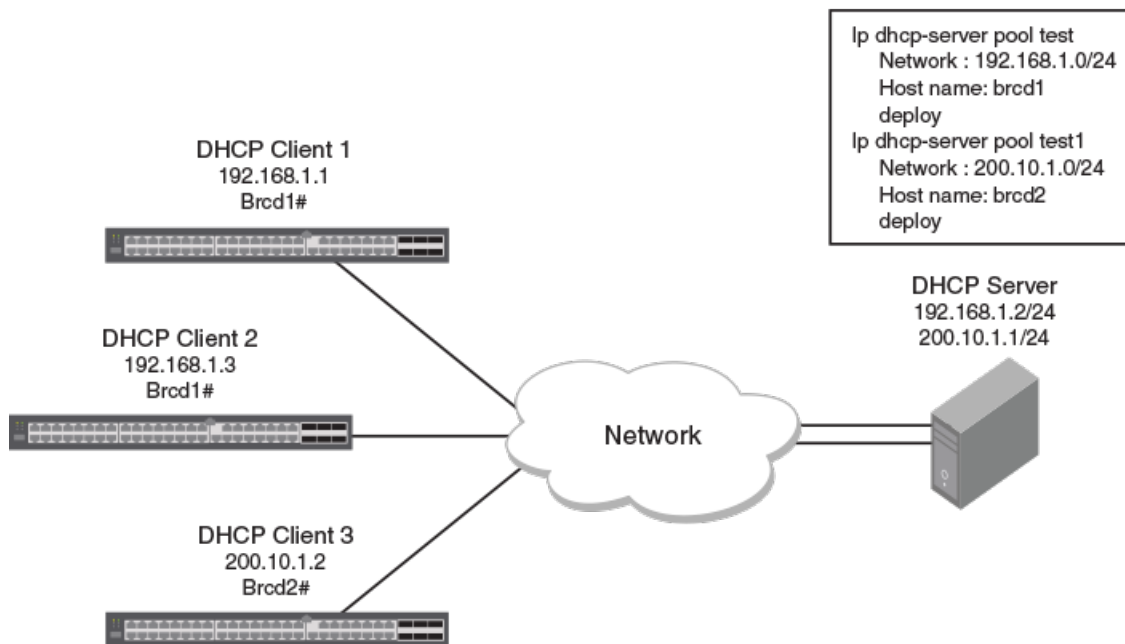 Ip dhcp-server pool test
Network : 192.168.1.0/24
Host name: brcd1
deploy
Ip dhcp-server pool test1
Network : 200.10.1.0/24
Host name: brcd2
deploy
DHCP Client 1
192.168.1.1
Brcd1#
DHCP Server
192.168.1.2/24
200.10.1.1/24
DHCP Client 2
192.168.1.3
Brcd1#
Network
DHCP Client 3
200.10.1.2
Brcd2#